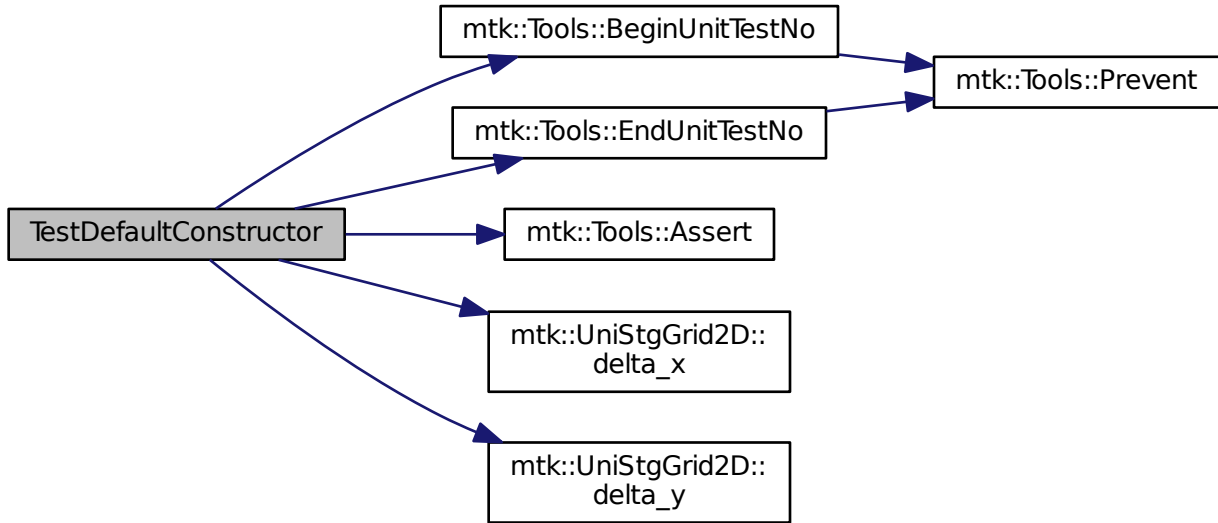 mtk::Tools::BeginUnitTestNo
mtk::Tools::Prevent
mtk::Tools::EndUnitTestNo
TestDefaultConstructor
mtk::Tools::Assert
mtk::UniStgGrid2D::
delta_x
mtk::UniStgGrid2D::
delta_y